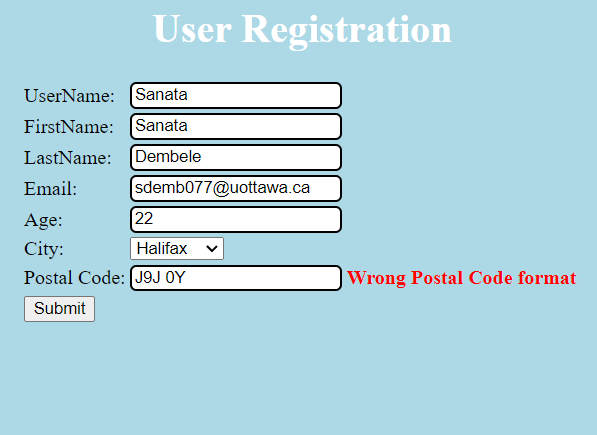 User Registration
UserName: Sanata
FirstName: Sanata
LastName: Dembele
Email: sdemb077@uottawa.ca
Age: 22
City: Halifax
Postal Code: J9J 0Y Wrong Postal Code format
Submit